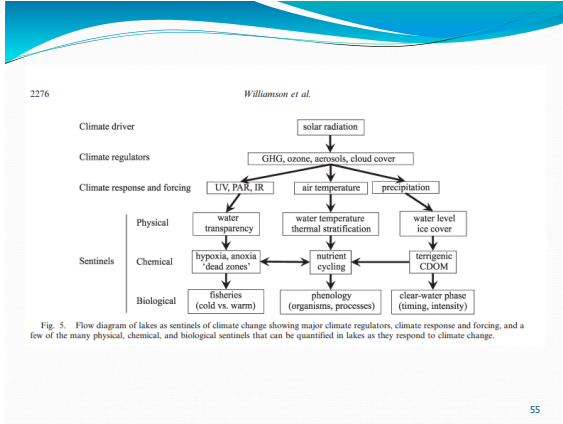 2276
Williamson et al.
Climate driver
solar radiation
Climate regulators
GHG, ozone, aerosols, cloud cover
Climate response and forcing
UV, PAR, IR
air temperature
precipitation
Sentinels
Physical
water
transparency
water temperature
thermal stratification
water level
ice cover
Chemical
hypoxia, anoxia
'dead zones'
nutrient
cycling
terrigenic
CDOM
Biological
fisheries
(cold vs. warm)
phenology
(organisms, processes)
clear-water phase
(timing, intensity)
Fig. 5. Flow diagram of lakes as sentinels of climate change showing major climate regulators, climate response and forcing, and a
few of the many physical, chemical, and biological sentinels that can be quantified in lakes as they respond to climate change.
55